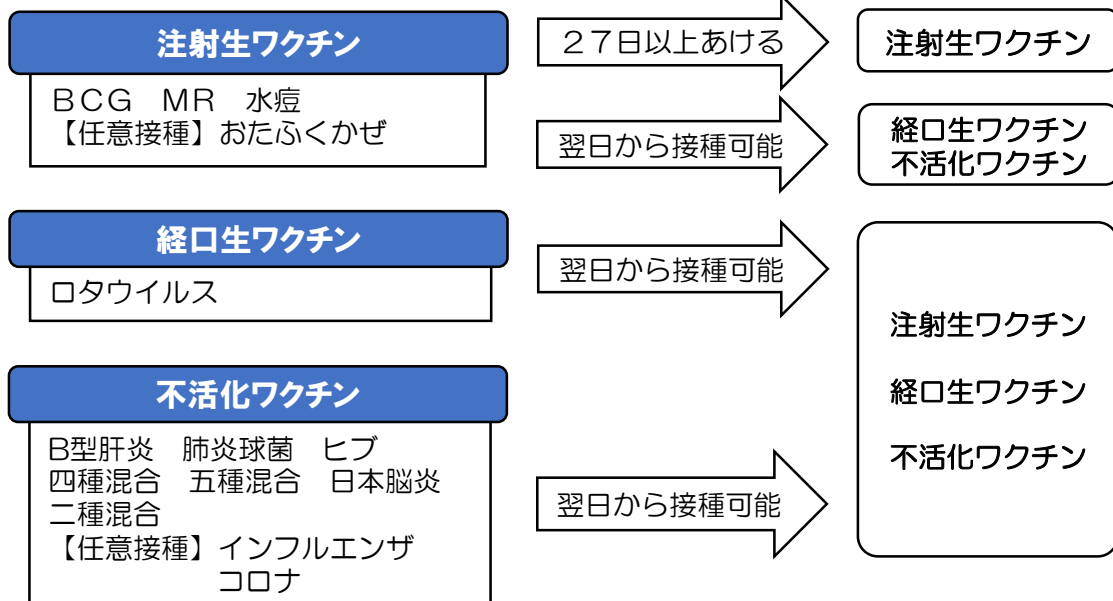 注射生ワクチン
BCG MR 水痘
【任意接種】おたふくかぜ
27日以上あける
注射生ワクチン
翌日から接種可能
経口生ワクチン
不活化ワクチン
経口生ワクチン
ロタウイルス
翌日から接種可能
不活化ワクチン
B型肝炎 肺炎球菌 ヒブ
四種混合 五種混合 日本脳炎
二種混合
【任意接種】インフルエンザ
コロナ
翌日から接種可能
注射生ワクチン
経口生ワクチン
不活化ワクチン